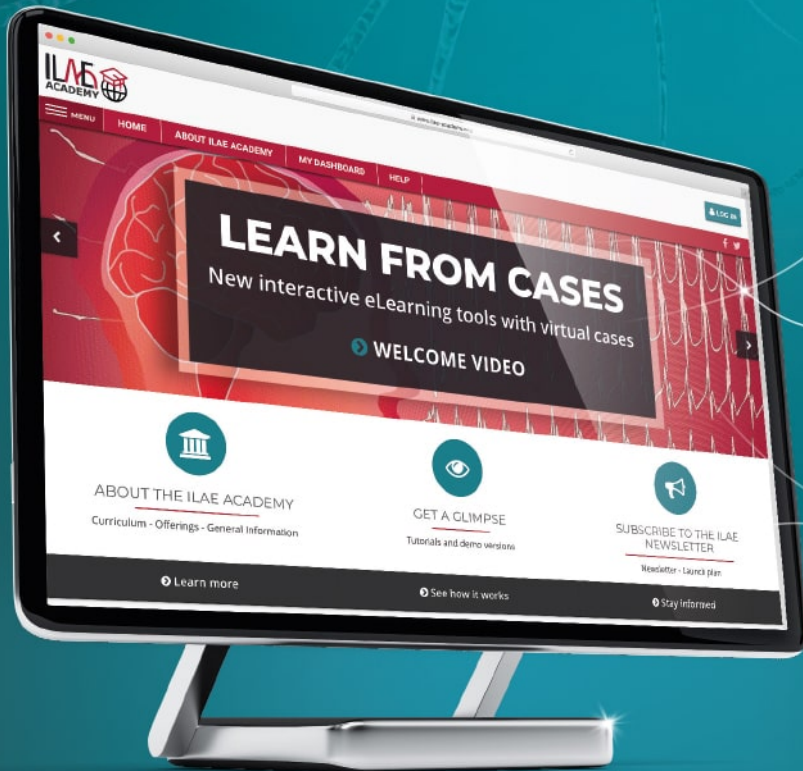 ILAE
ACADEMY
MENU
HOME
ABOUT ILAE ACADEMY
MY DASHBOARD
HELP
LOG IN
LEARN FROM CASES
New interactive eLearning tools with virtual cases
WELCOME VIDEO
ABOUT THE ILAE ACADEMY
Curriculum - Offerings - General Information
GET A GLIMPSE
Tutorials and demo versions
SUBSCRIBE TO THE ILAE
NEWSLETTER
Newsletter - Launch plan
Learn more
See how it works
Stay informed